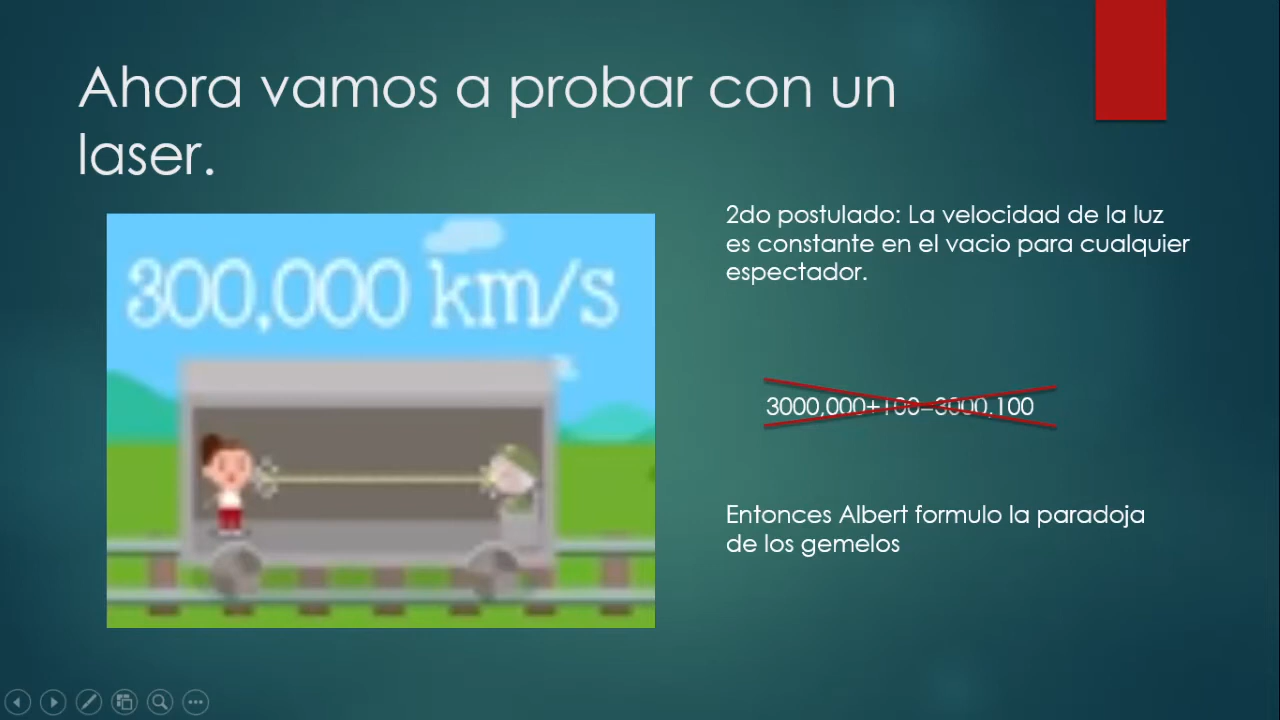 Ahora vamos a probar con un
laser.
300,000 km/s
2do postulado: La velocidad de la luz
es constante en el vacio para cualquier
espectador.
3000,000+100=3000,100
Entonces Albert formulo la paradoja
de los gemelos